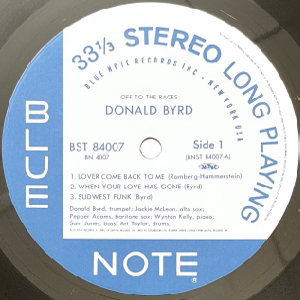 33 1/3 STEREO LONG PLAYING
BLUE NOTE RECORDS INC · NEW YORK USA
OFF TO THE RACES
DONALD BYRD
BST 84007
BN 4007
Side 1
(BNST 84007-A)
1. LOVER COME BACK TO ME (Romberg-Hammerstein)
2. WHEN YOUR LOVE HAS GONE (Byrd)
3. SUDWEST FUNK (Byrd)
Donald Byrd, trumpet; Jackie McLean, alto sax;
Pepper Adams, baritone sax; Wynton Kelly, piano;
Sam Jones, bass; Art Taylor, drums.
BLUE
NOTE